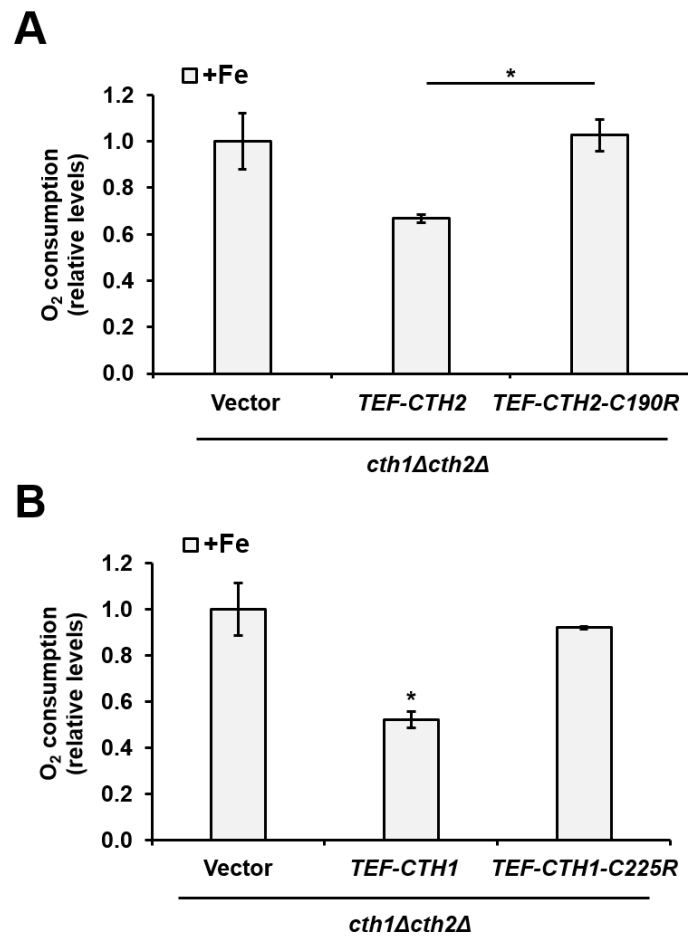 A
+Fe
*
1.2
1.0
0.8
0.6
0.4
0.2
0.0
O₂ consumption
(relative levels)
Vector TEF-CTH2 TEF-CTH2-C190R
cth1Δcth2Δ
B
+Fe
*
1.2
1.0
0.8
0.6
0.4
0.2
0.0
O₂ consumption
(relative levels)
Vector TEF-CTH1 TEF-CTH1-C225R
cth1Δcth2Δ